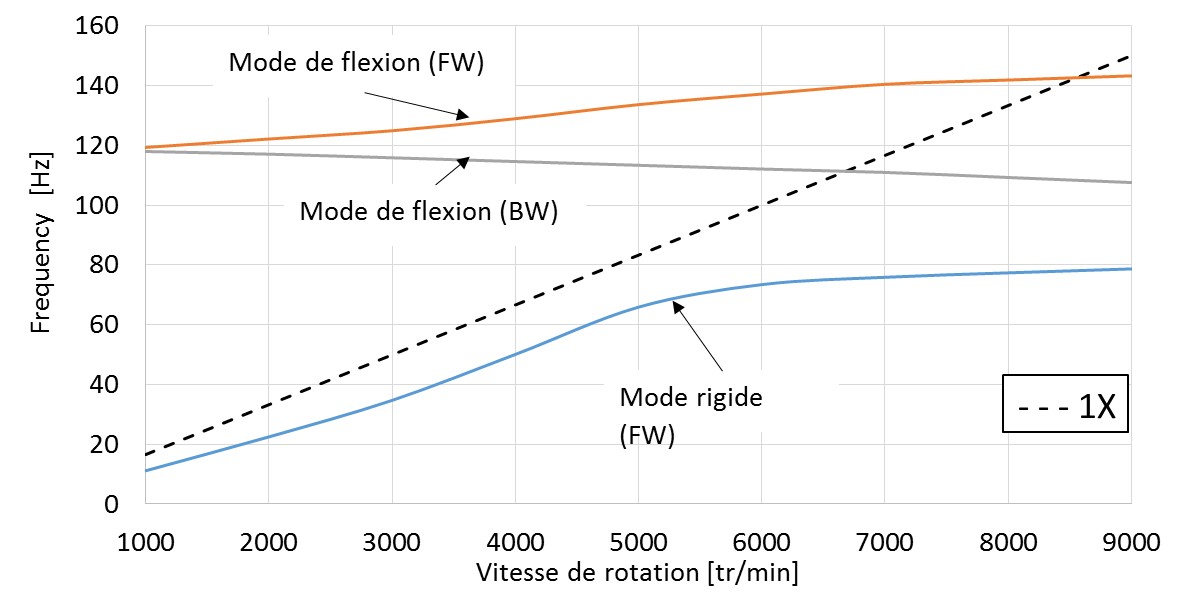 160
140
120
100
80
60
40
20
0
Frequency [Hz]
Mode de flexion (FW)
Mode de flexion (BW)
Mode rigide
(FW)
1X
1000 2000 3000 4000 5000 6000 7000 8000 9000
Vitesse de rotation [tr/min]